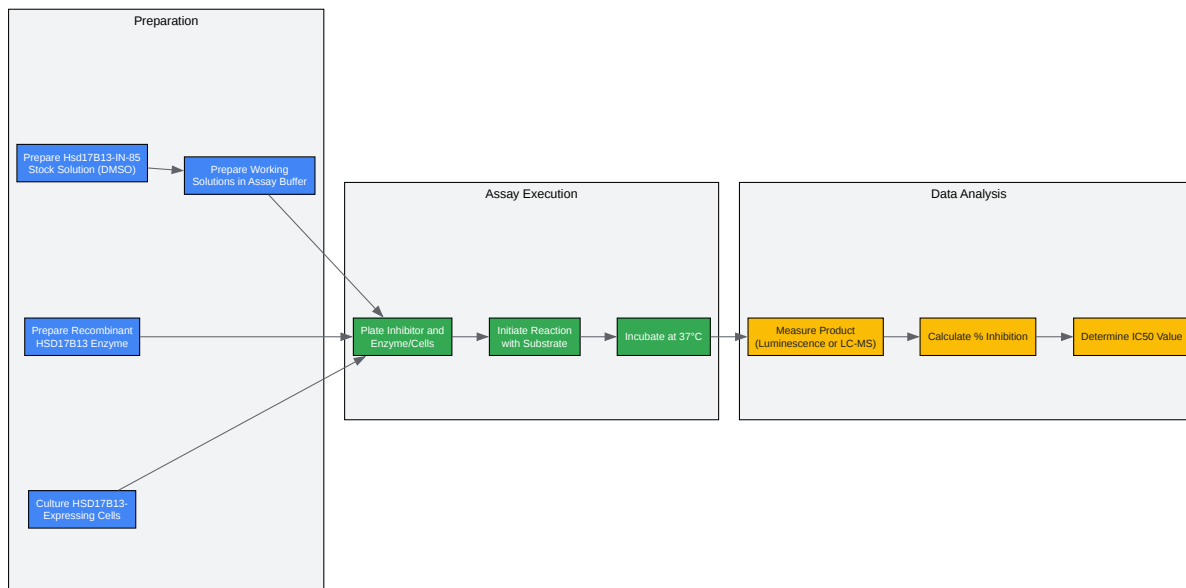 Preparation
Prepare Hsd17B13-IN-85
Stock Solution (DMSO)
Prepare Working
Solutions in Assay Buffer
Prepare Recombinant
HSD17B13 Enzyme
Culture HSD17B13-
Expressing Cells
Assay Execution
Plate Inhibitor and
Enzyme/Cells
Initiate Reaction
with Substrate
Incubate at 37°C
Data Analysis
Measure Product
(Luminescence or LC-MS)
Calculate % Inhibition
Determine IC50 Value